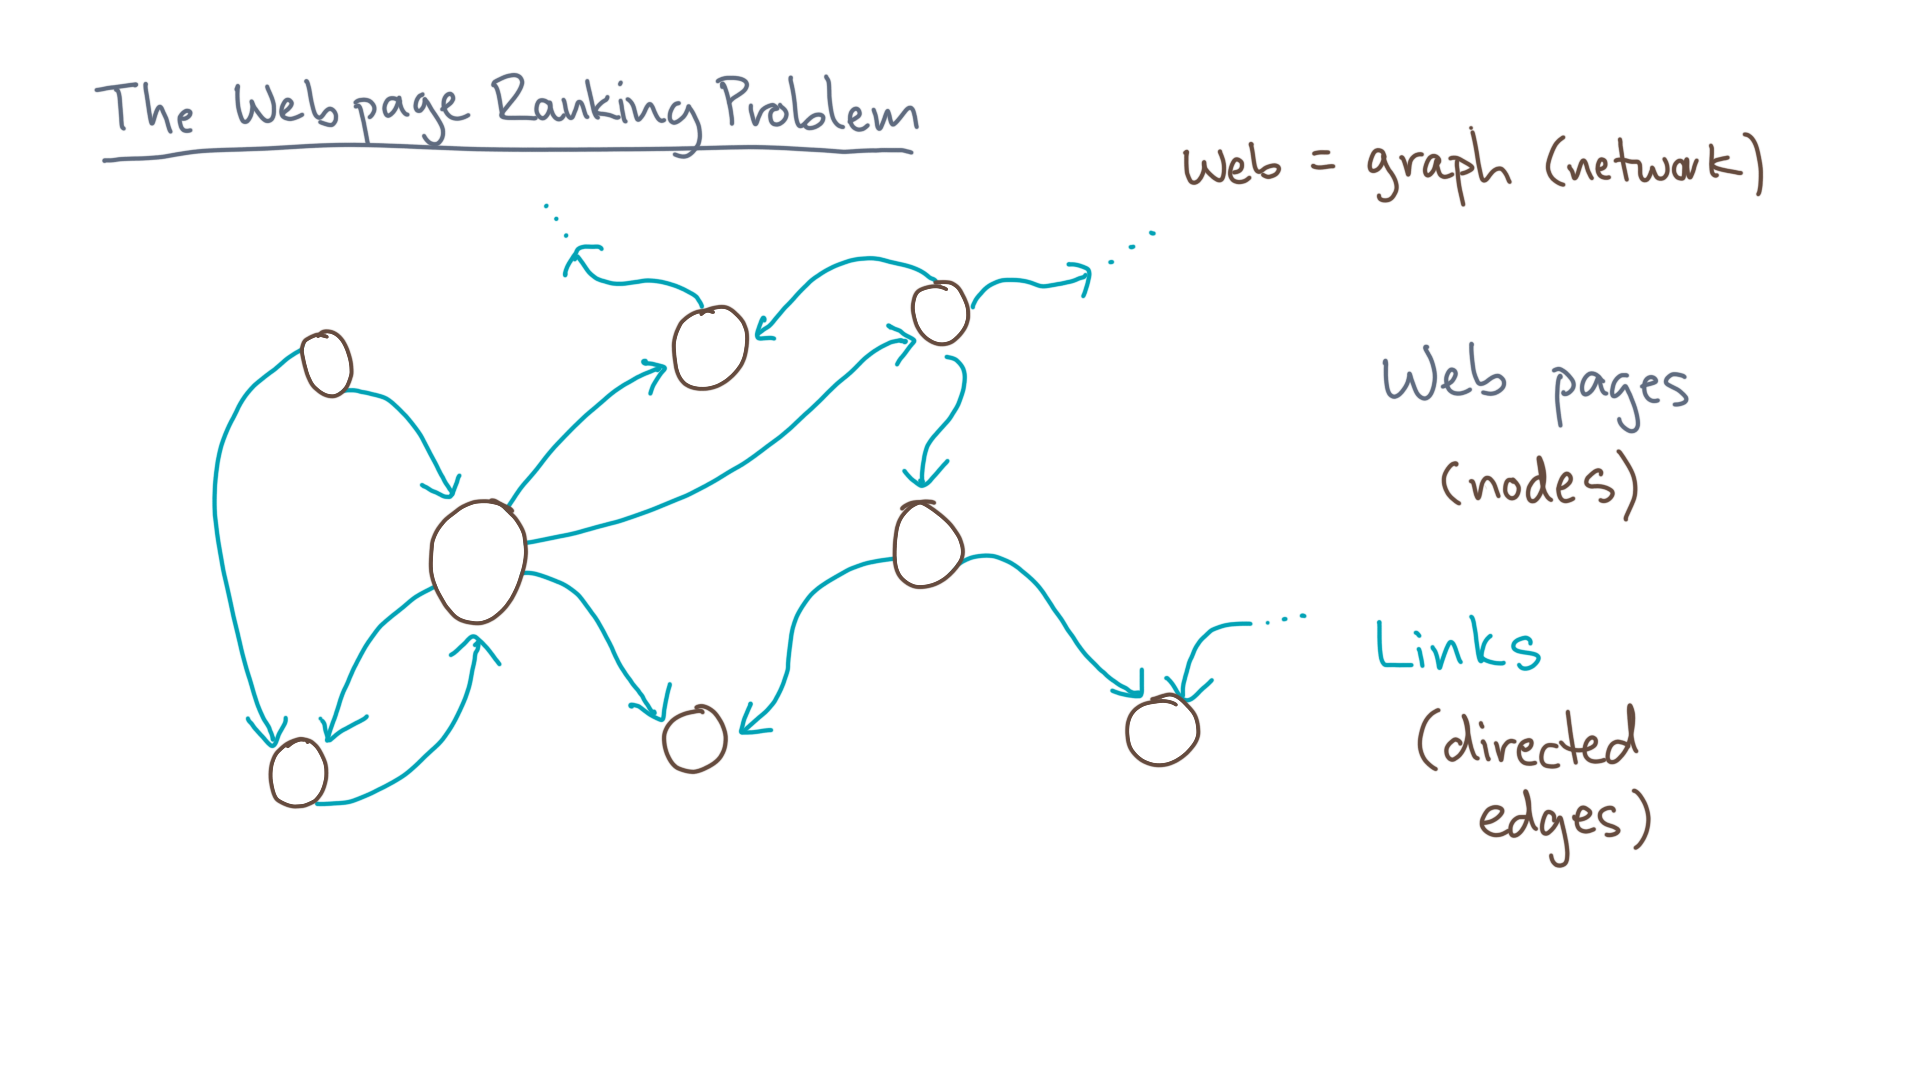 The Webpage Ranking Problem
Web = graph (network)
Web pages
(nodes)
Links
(directed
edges)